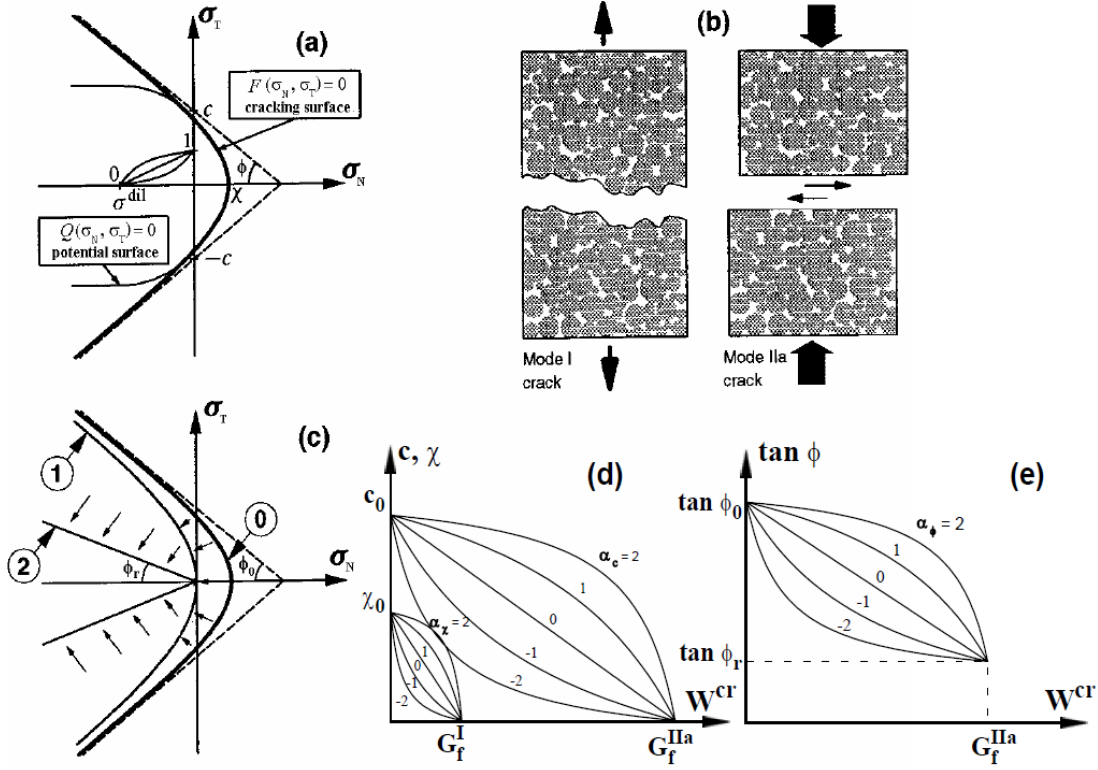 σT
(a)
F(σN, σT)=0
cracking surface
c
1
0
ϕ
σN
σdil
χ
Q(σN, σT)=0
potential surface
−c
(b)
Mode I
crack
Mode IIa
crack
σT
(c)
1
0
2
ϕr
ϕ0
σN
c, χ
(d)
c0
αc=2
1
0
-1
-2
χ0
αχ=2
1
0
-1
-2
Wcr
GfI
GfIIa
tan ϕ
(e)
tan ϕ0
αϕ=2
1
0
-1
-2
tan ϕr
Wcr
GfIIa